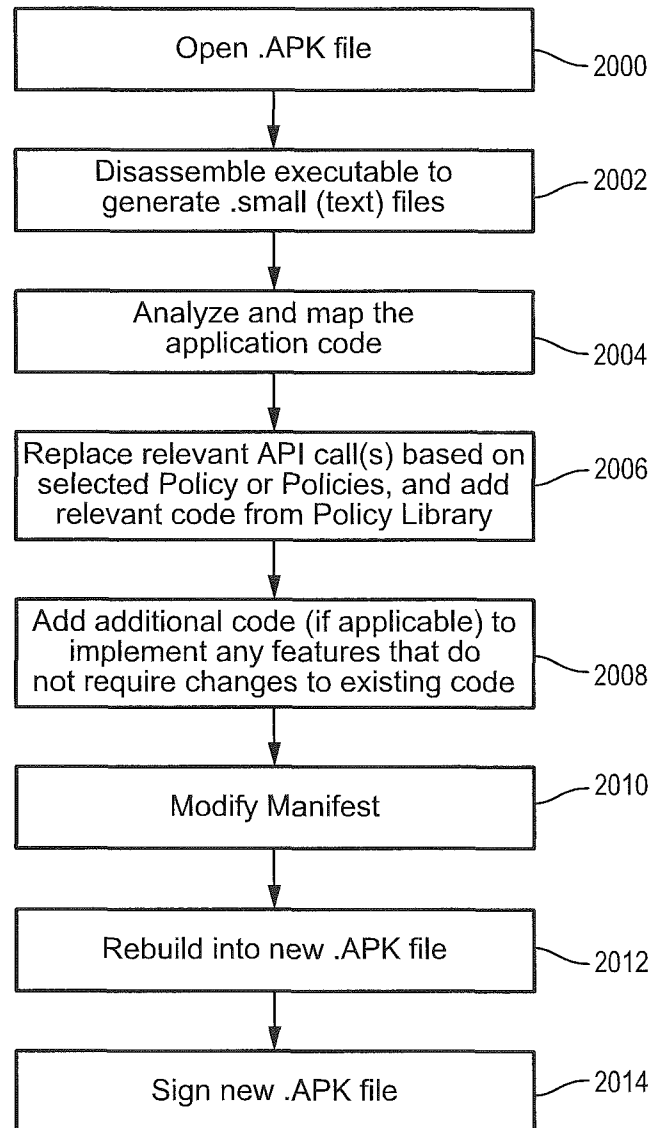 Open .APK file
2000
Disassemble executable to
generate .small (text) files
2002
Analyze and map the
application code
2004
Replace relevant API call(s) based on
selected Policy or Policies, and add
relevant code from Policy Library
2006
Add additional code (if applicable) to
implement any features that do
not require changes to existing code
2008
Modify Manifest
2010
Rebuild into new .APK file
2012
Sign new .APK file
2014